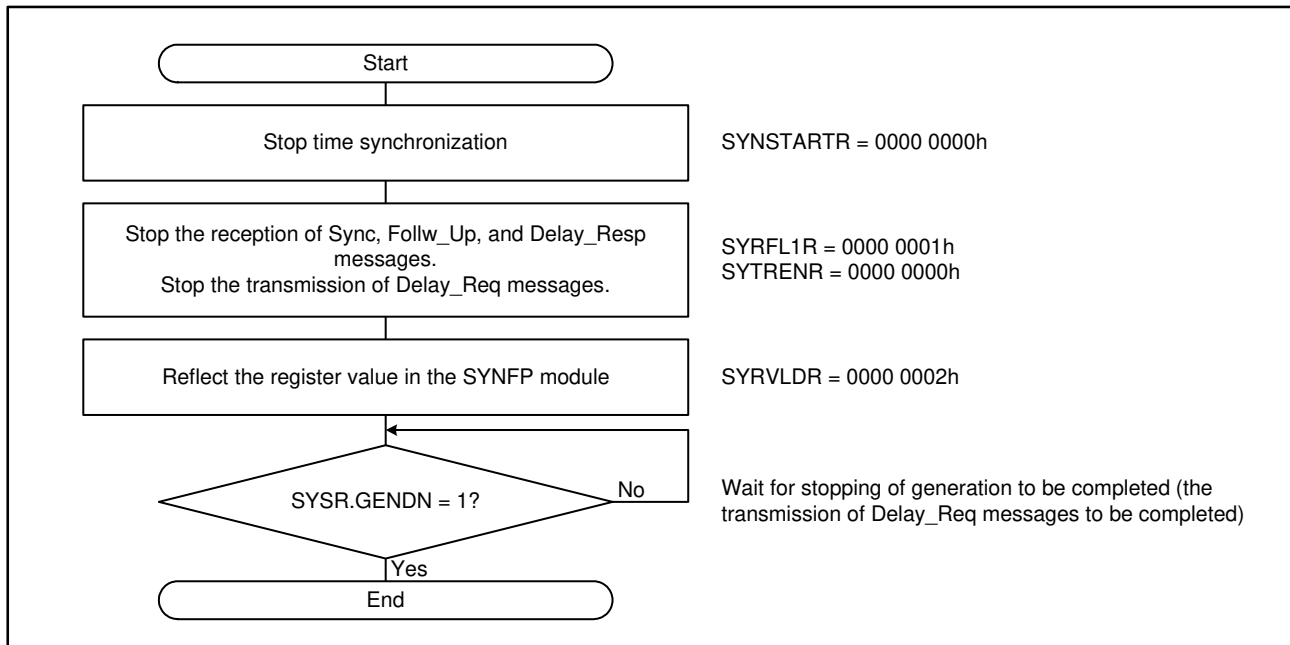 Start
Stop time synchronization
SYNSTARTR = 0000 0000h
Stop the reception of Sync, Follw_Up, and Delay_Resp
messages.
Stop the transmission of Delay_Req messages.
SYRFL1R = 0000 0001h
SYTRENR = 0000 0000h
Reflect the register value in the SYNFP module
SYRVLDR = 0000 0002h
SYSR.GENDN = 1?
No
Wait for stopping of generation to be completed (the
transmission of Delay_Req messages to be completed)
Yes
End